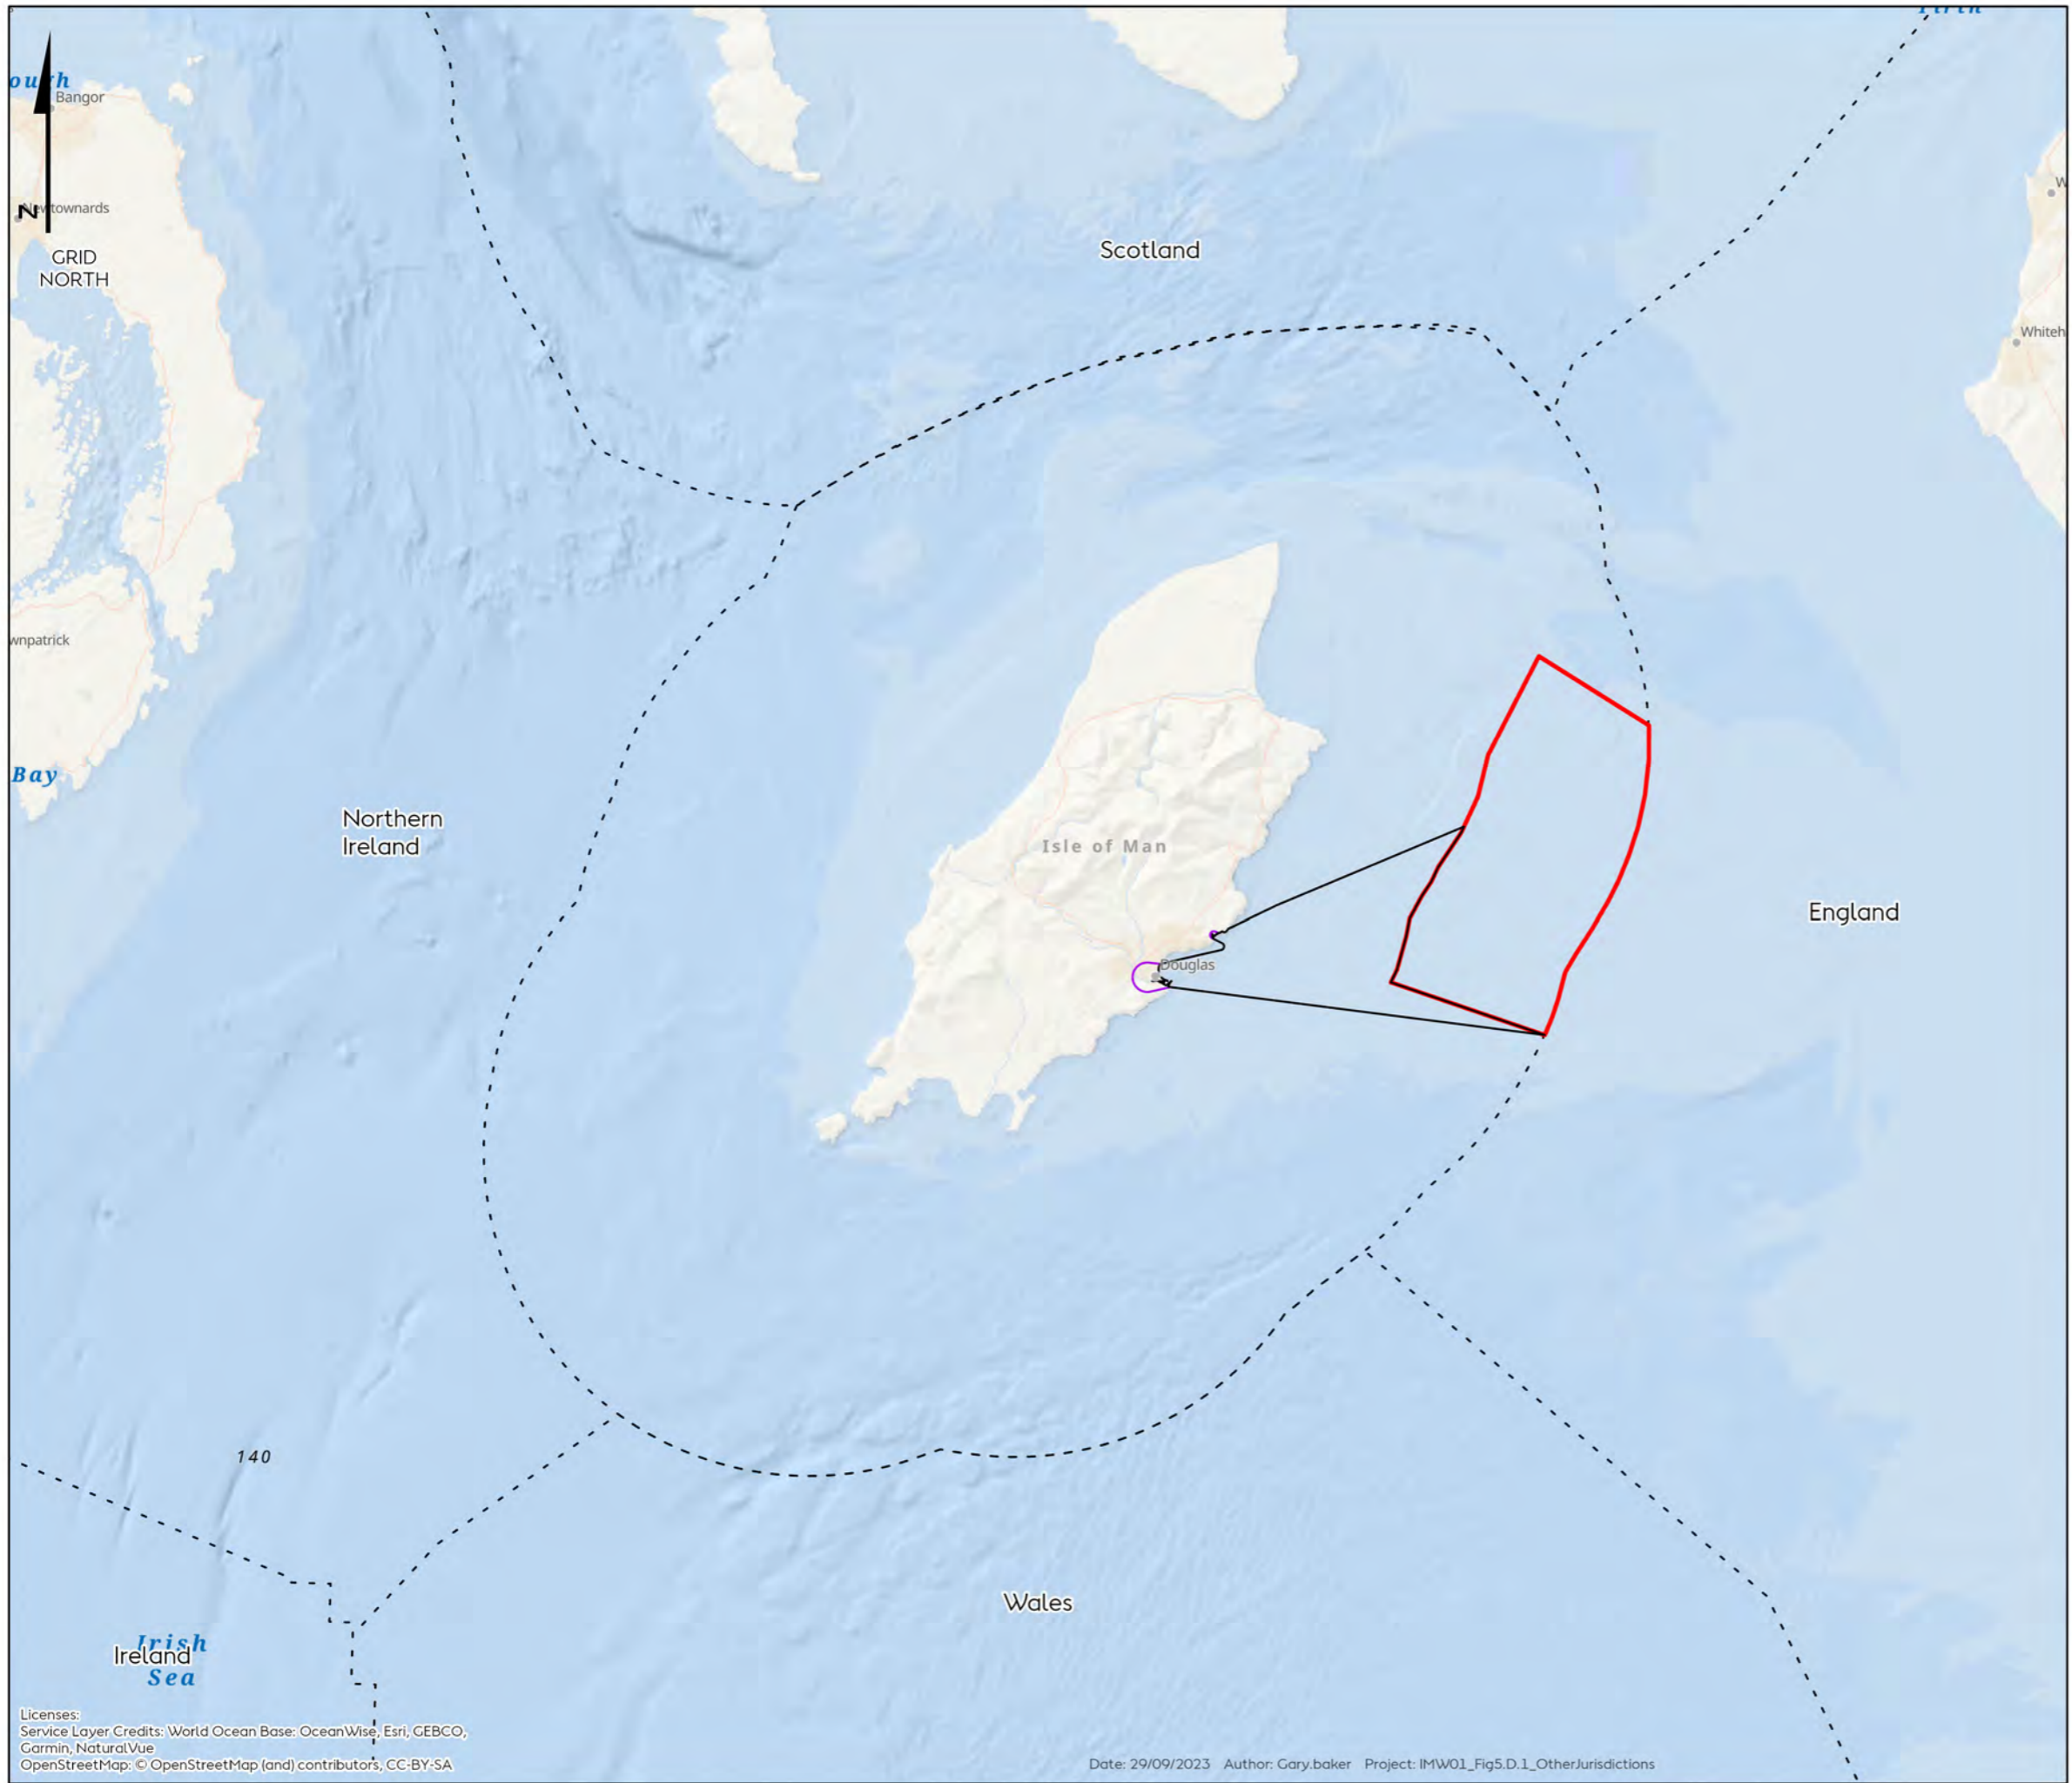 ough
Bangor
N
Newtownards
GRID
NORTH
Scotland
W
Whiteh
wnpatrick
Bay
Northern
Ireland
Isle of Man
England
Douglas
140
Wales
Irish
Ireland
Sea
Licenses:
Service Layer Credits: World Ocean Base: OceanWise, Esri, GEBCO,
Garmin, NaturalVue
OpenStreetMap: © OpenStreetMap (and) contributors, CC-BY-SA
Date: 29/09/2023 Author: Gary.baker Project: IMW01_Fig5.D.1_OtherJurisdictions